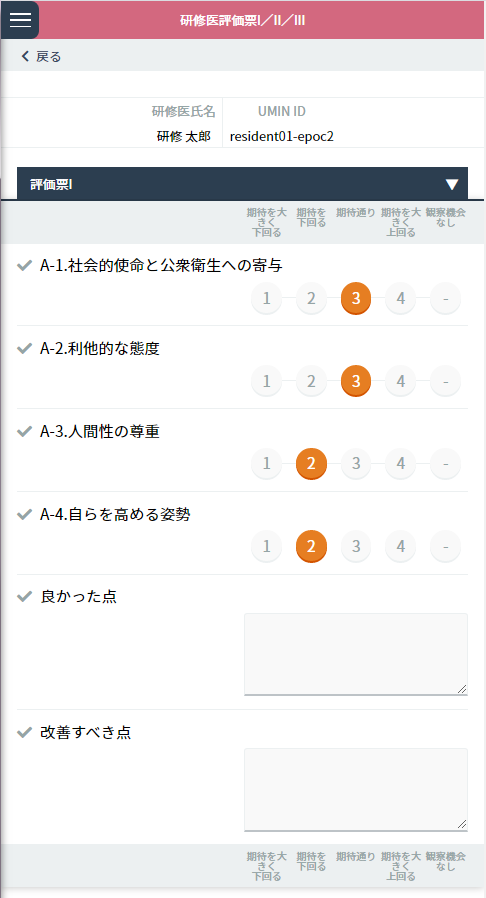 研修医評価票I／II／III
戻る
研修医氏名 UMIN ID
研修 太郎 resident01-epoc2
評価票I ▼
期待を大きく下回る 期待を下回る 期待通り 期待を大きく上回る 観察機会なし
A-1.社会的使命と公衆衛生への寄与
1 2 3 4 -
A-2.利他的な態度
1 2 3 4 -
A-3.人間性の尊重
1 2 3 4 -
A-4.自らを高める姿勢
1 2 3 4 -
良かった点
改善すべき点
期待を大きく下回る 期待を下回る 期待通り 期待を大きく上回る 観察機会なし